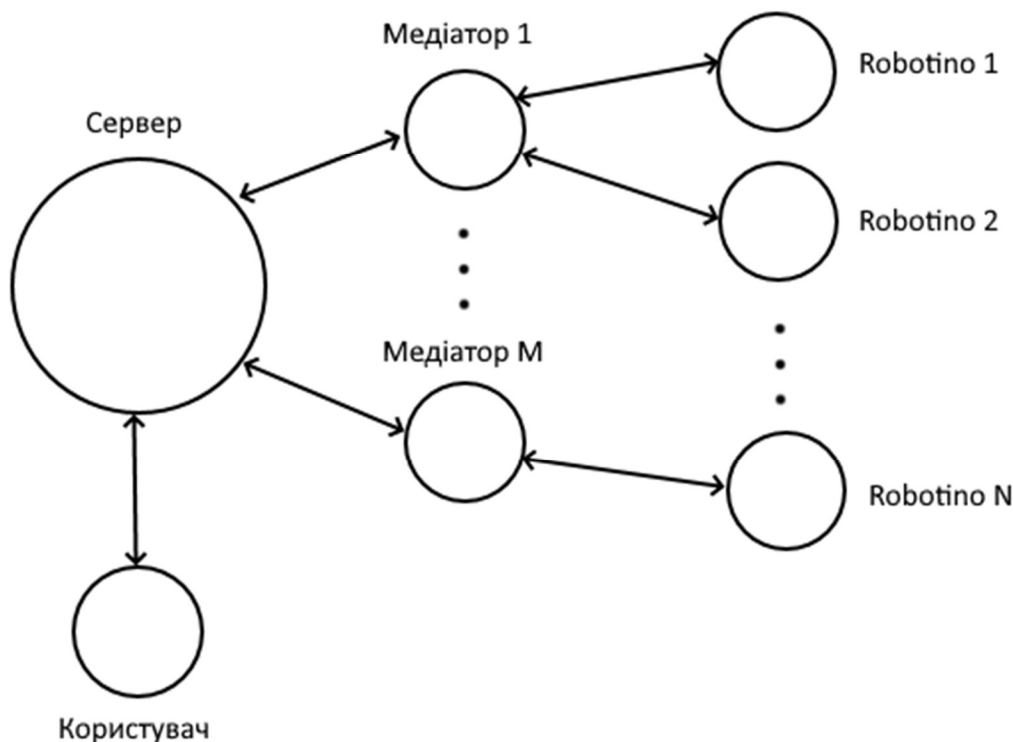 Медіатор 1
Robotino 1
Сервер
Robotino 2
Медіатор М
Robotino N
Користувач